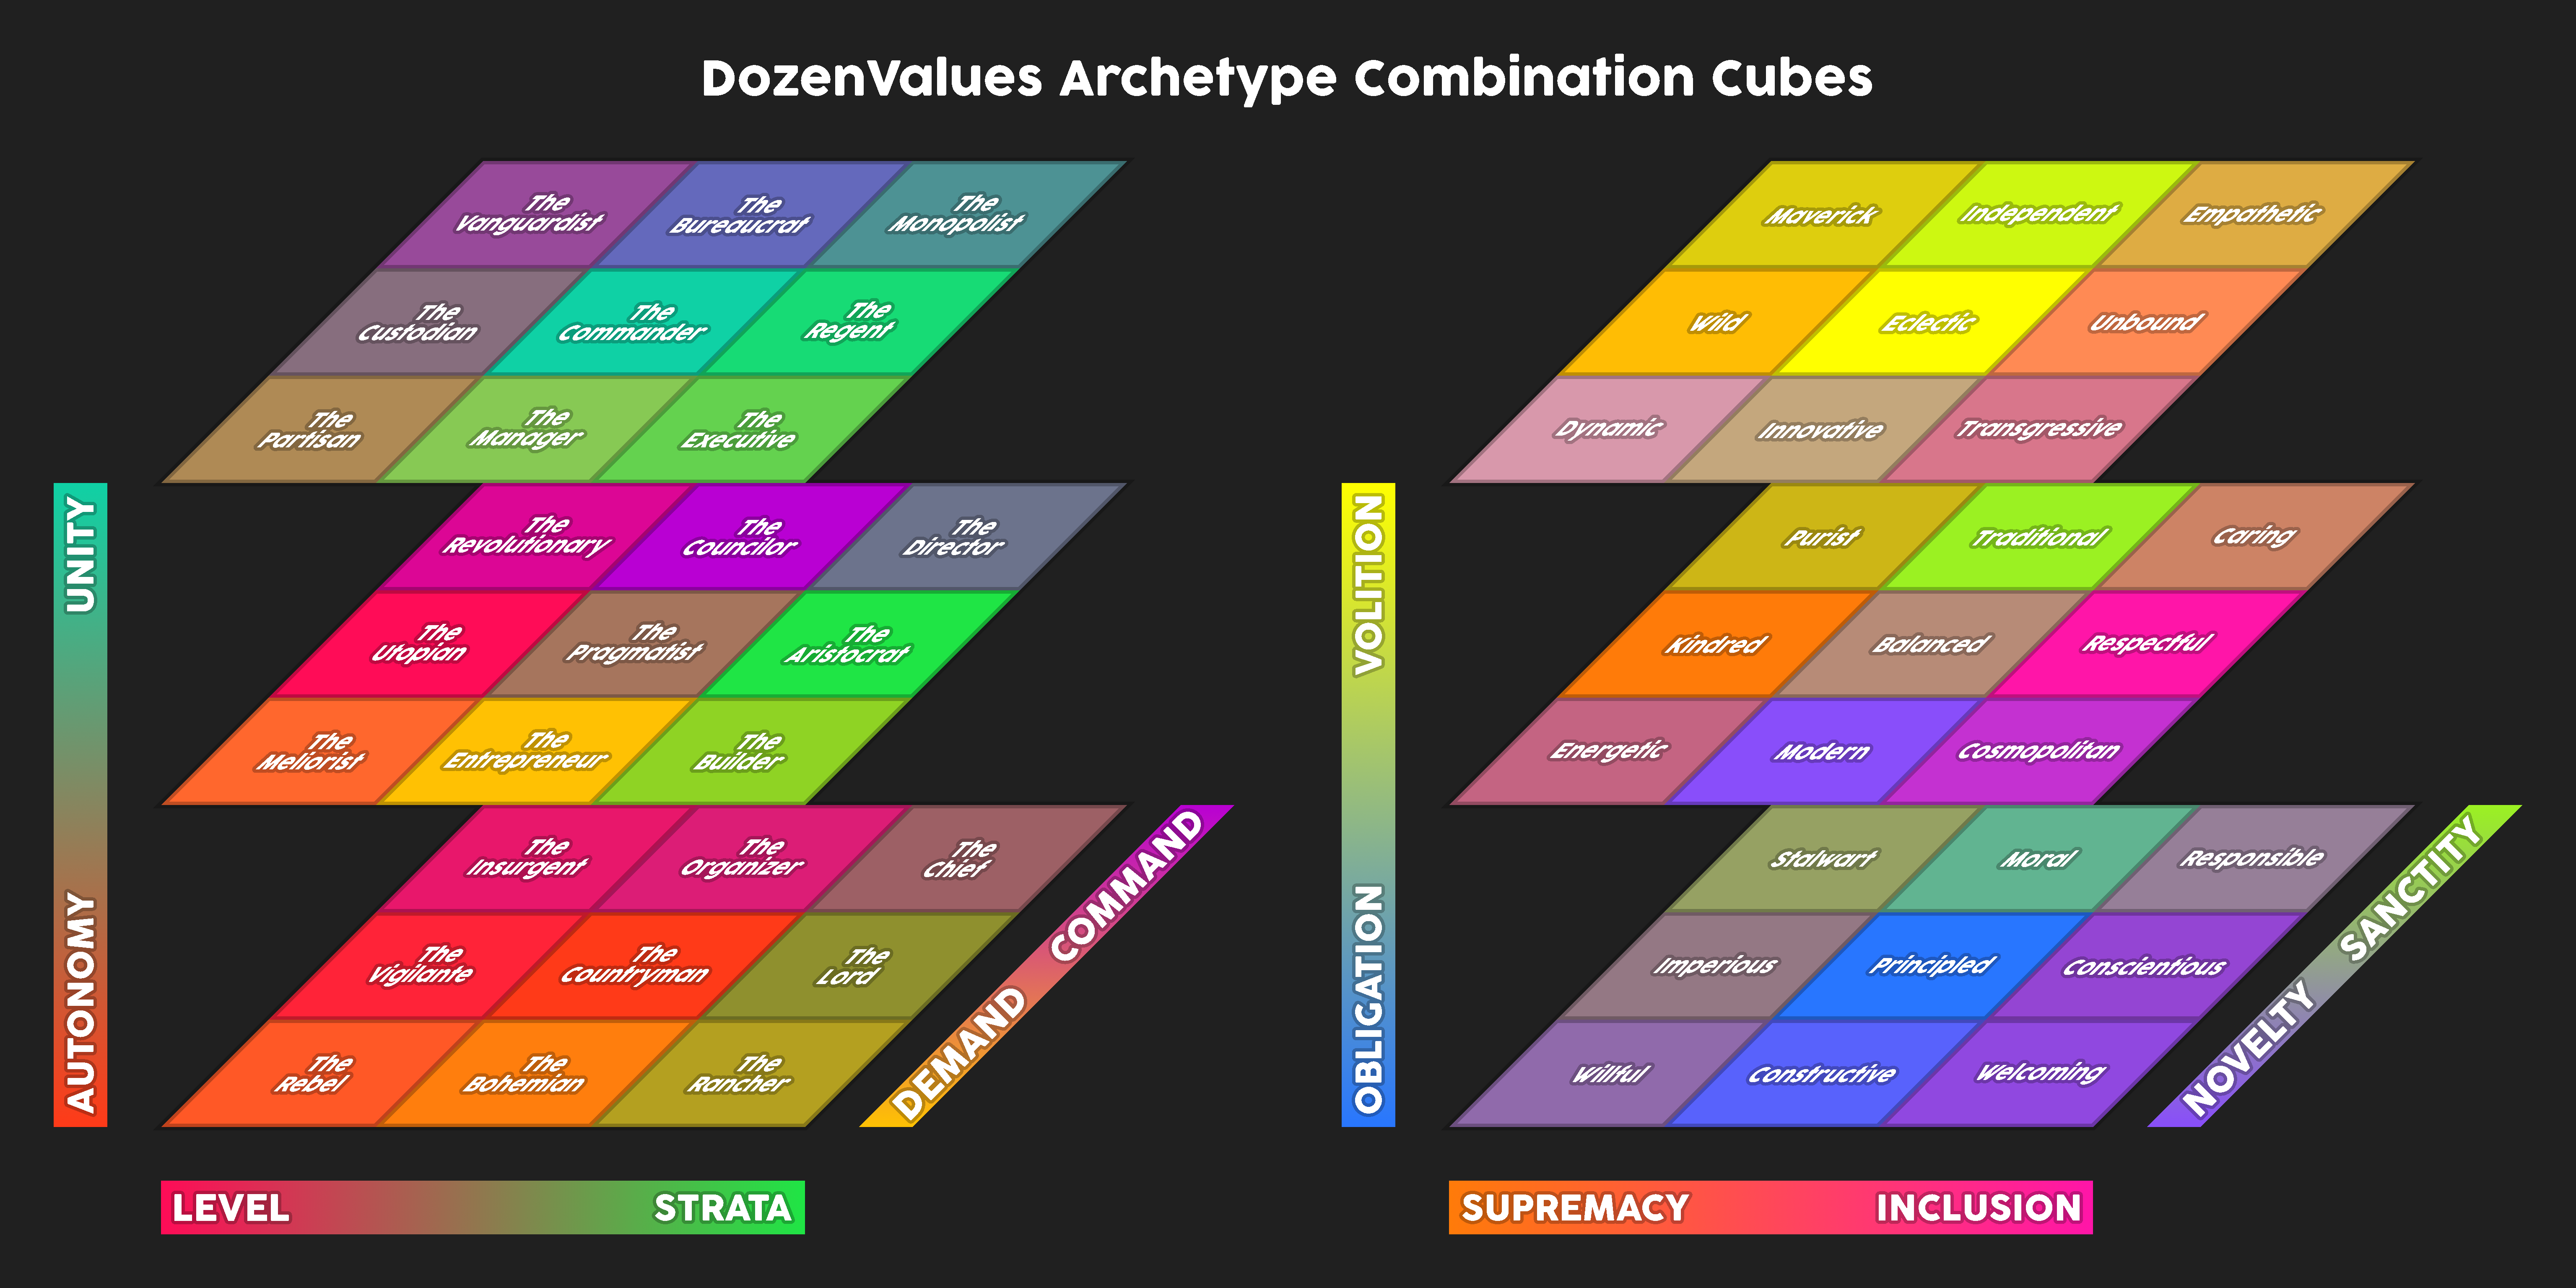 DozenValues Archetype Combination Cubes
The
Vanguardist
The
Bureaucrat
The
Monopolist
The
Custodian
The
Commander
The
Regent
The
Partisan
The
Manager
The
Executive
The
Revolutionary
The
Councilor
The
Director
The
Utopian
The
Pragmatist
The
Aristocrat
The
Meliorist
The
Entrepreneur
The
Builder
The
Insurgent
The
Organizer
The
Chief
The
Vigilante
The
Countryman
The
Lord
The
Rebel
The
Bohemian
The
Rancher
UNITY
AUTONOMY
COMMAND
DEMAND
LEVEL
STRATA
Maverick
Independent
Empathetic
Wild
Eclectic
Unbound
Dynamic
Innovative
Transgressive
Purist
Traditional
Caring
Kindred
Balanced
Respectful
Energetic
Modern
Cosmopolitan
Stalwart
Moral
Responsible
Imperious
Principled
Conscientious
Willful
Constructive
Welcoming
VOLITION
OBLIGATION
SANCTITY
NOVELTY
SUPREMACY
INCLUSION